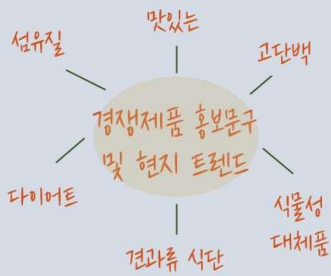 맛있는
섬유질
고단백
경쟁제품 홍보문구
및 현지 트렌드
다이어트
식물성
대체품
견과류 식단